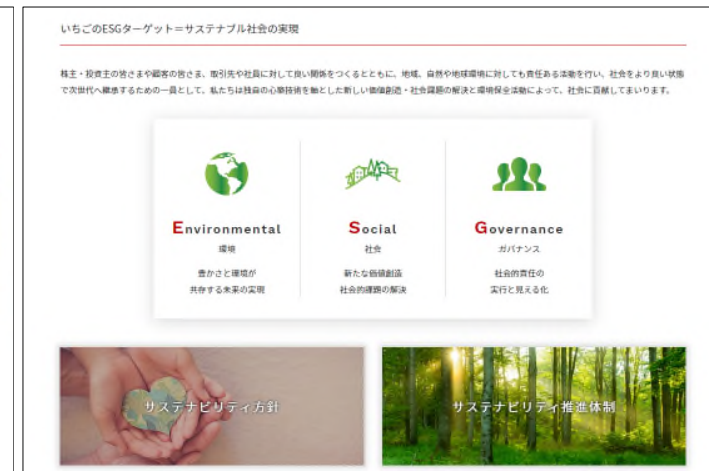 いちごのESGターゲット＝サステナブル社会の実現
株主・投資主の皆さまや顧客の皆さま、取引先や社員に対して良い関係をつくるとともに、地域、自然や地球環境に対しても責任ある活動を行い、社会をより良い状態
で次世代へ継承するための一員として、私たちは独自の心築技術を軸とした新しい価値創造・社会課題の解決と環境保全活動によって、社会に貢献してまいります。
Environmental
環境
豊かさと環境が
共存する未来の実現
Social
社会
新たな価値創造
社会的課題の解決
Governance
ガバナンス
社会的責任の
実行と見える化
サステナビリティ方針
サステナビリティ推進体制